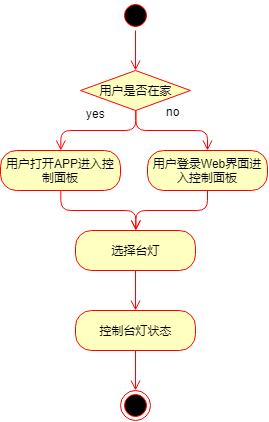 用户是否在家
yes
no
用户打开APP进入控
制面板
用户登录Web界面进
入控制面板
选择台灯
控制台灯状态